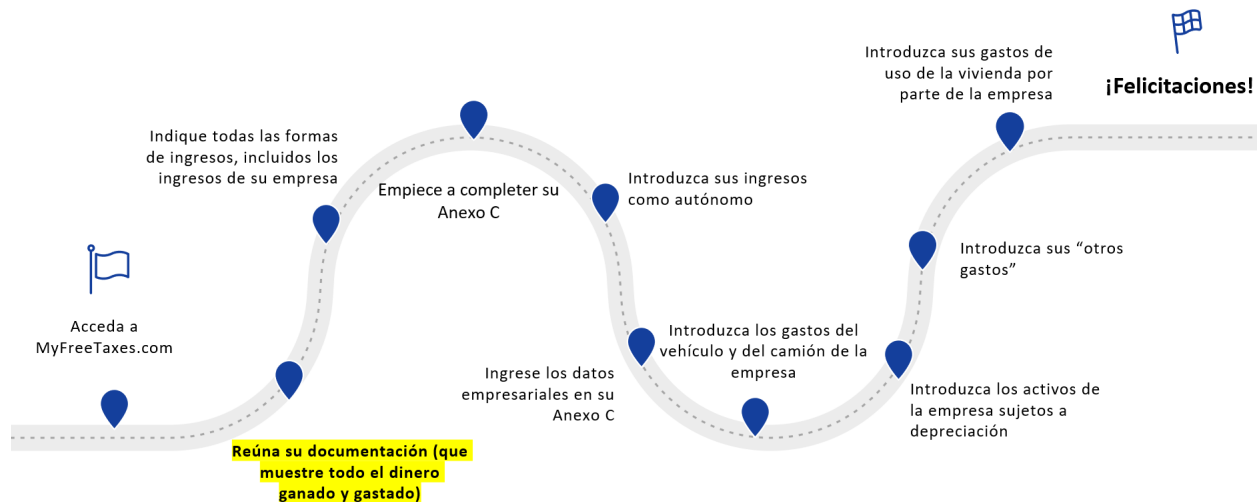 Acceda a
MyFreeTaxes.com
Reúna su documentación (que
muestre todo el dinero
ganado y gastado)
Indique todas las formas
de ingresos, incluidos los
ingresos de su empresa
Empiece a completer su
Anexo C
Introduzca sus ingresos
como autónomo
Ingrese los datos
empresariales en su
Anexo C
Introduzca los gastos del
vehículo y del camión de la
empresa
Introduzca los activos de
la empresa sujetos a
depreciación
Introduzca sus “otros
gastos”
Introduzca sus gastos de
uso de la vivienda por
parte de la empresa
¡Felicitaciones!